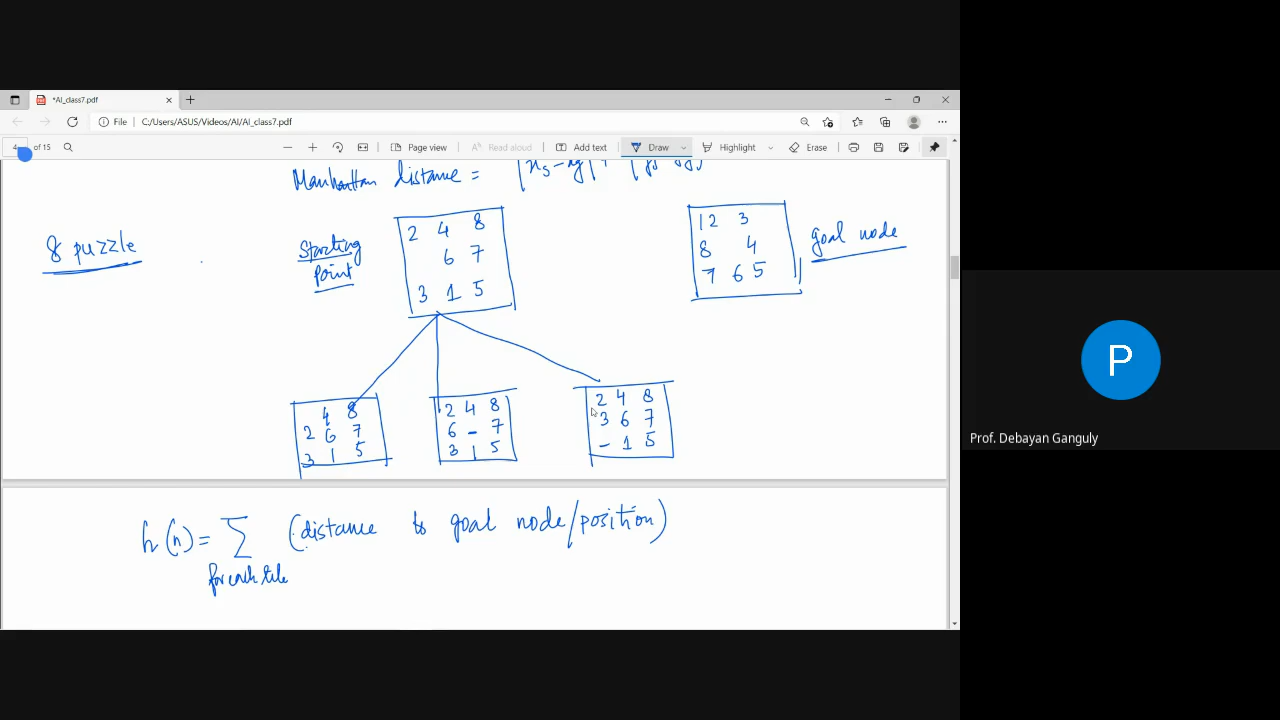 *AI_class7.pdf
File C:/Users/ASUS/Videos/AI/AI_class7.pdf
4 of 15 Page view Read aloud Add text Draw Highlight Erase
Manhattan distance =
8 puzzle
Starting
point
2 4 8
6 7
3 1 5
1 2 3
8 4
7 6 5
goal node
4 8
2 6 7
3 1 5
2 4 8
6 - 7
3 1 5
2 4 8
3 6 7
- 1 5
h(n) = Σ (distance to goal node/position)
for each tile
P
Prof. Debayan Ganguly